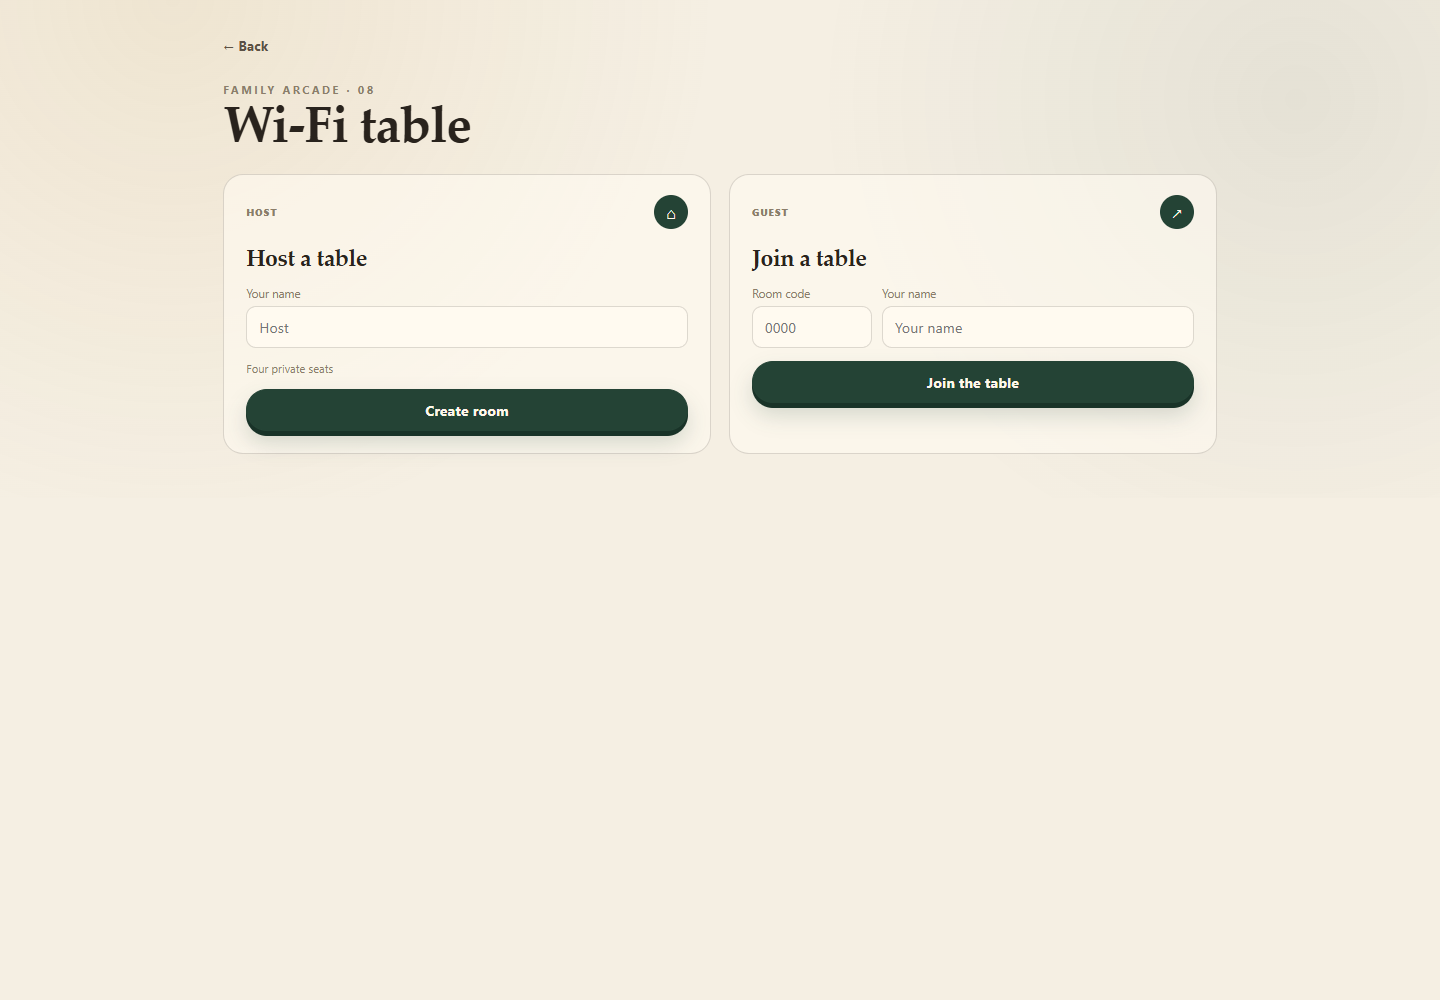 ← Back
FAMILY ARCADE · 08
Wi-Fi table
HOST
⌂
Host a table
Your name
Host
Four private seats
Create room
GUEST
↗
Join a table
Room code
Your name
0000
Your name
Join the table